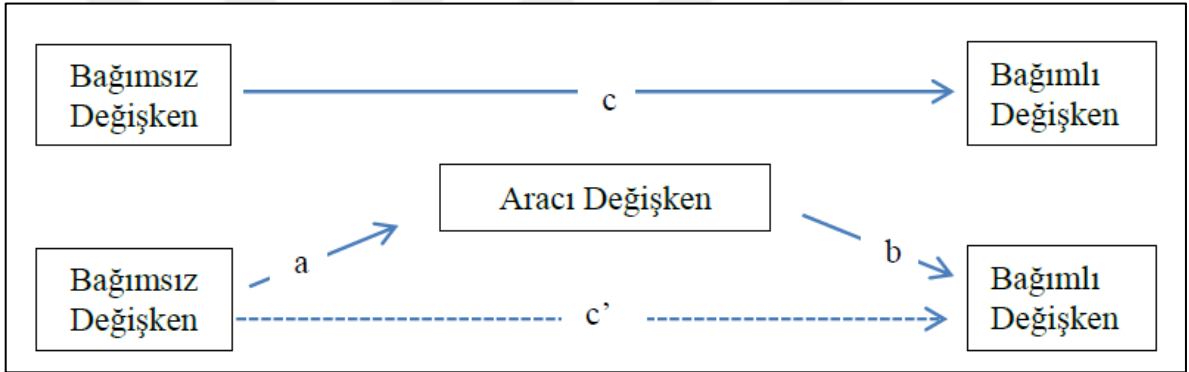 Bağımsız
Değişken
c
Bağımlı
Değişken
Aracı Değişken
Bağımsız
Değişken
a
b
c’
Bağımlı
Değişken